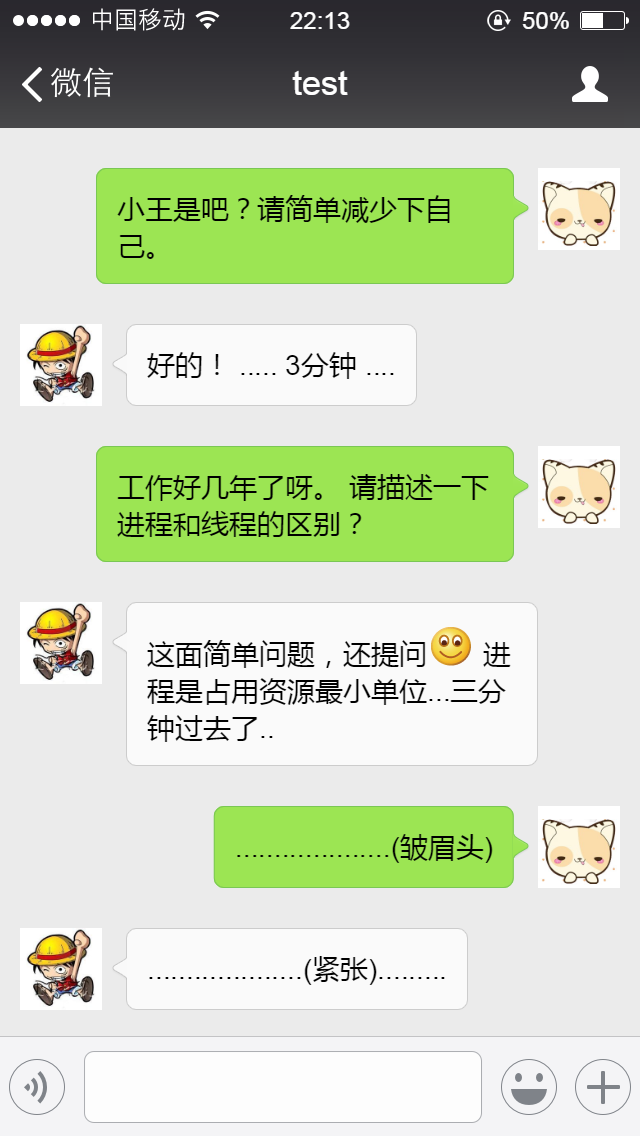 中国移动 22:13 50%
微信 test
小王是吧？请简单减少下自
己。
好的！ ..... 3分钟 ....
工作好几年了呀。 请描述一下
进程和线程的区别？
这面简单问题，还提问 进
程是占用资源最小单位...三分
钟过去了..
....................(皱眉头)
....................(紧张).........